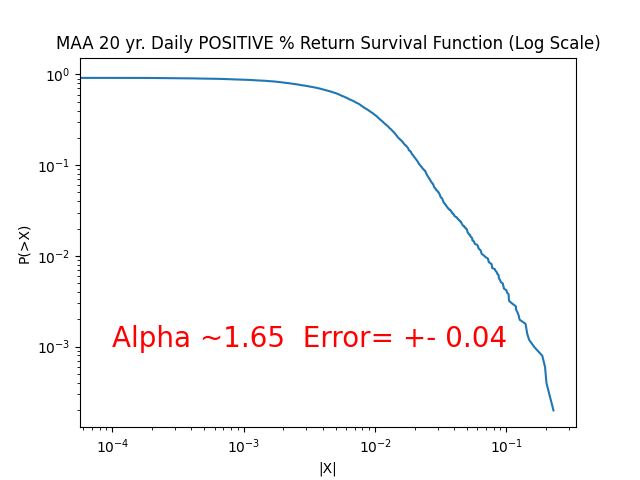 MAA 20 yr. Daily POSITIVE % Return Survival Function (Log Scale)
10⁰
10⁻¹
10⁻²
10⁻³
P(>X)
Alpha ~1.65  Error= +- 0.04
10⁻⁴ 10⁻³ 10⁻² 10⁻¹
|X|